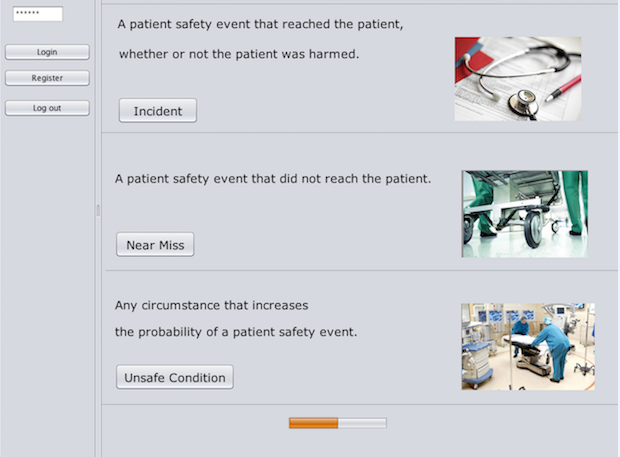 ******
Login
Register
Log out
A patient safety event that reached the patient,
whether or not the patient was harmed.
Incident
A patient safety event that did not reach the patient.
Near Miss
Any circumstance that increases
the probability of a patient safety event.
Unsafe Condition